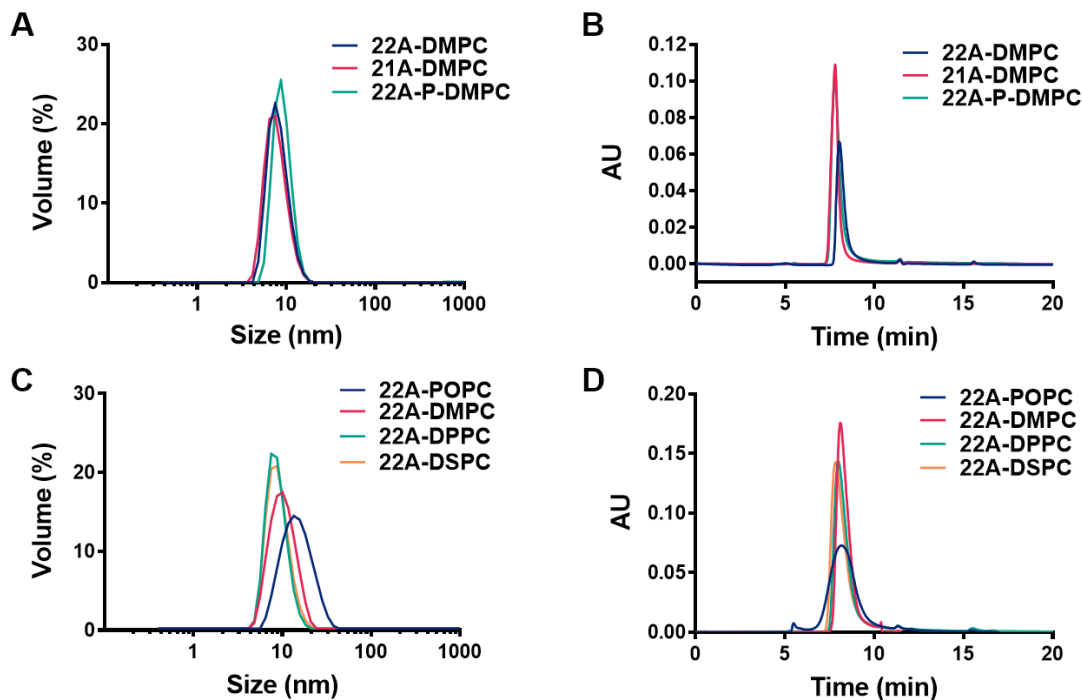 A
30
20
10
0
Volume (%)
1
10
100
1000
Size (nm)
22A-DMPC
21A-DMPC
22A-P-DMPC
B
0.12
0.10
0.08
0.06
0.04
0.02
0.00
AU
0
5
10
15
20
Time (min)
22A-DMPC
21A-DMPC
22A-P-DMPC
C
30
20
10
0
Volume (%)
1
10
100
1000
Size (nm)
22A-POPC
22A-DMPC
22A-DPPC
22A-DSPC
D
0.20
0.15
0.10
0.05
0.00
AU
0
5
10
15
20
Time (min)
22A-POPC
22A-DMPC
22A-DPPC
22A-DSPC